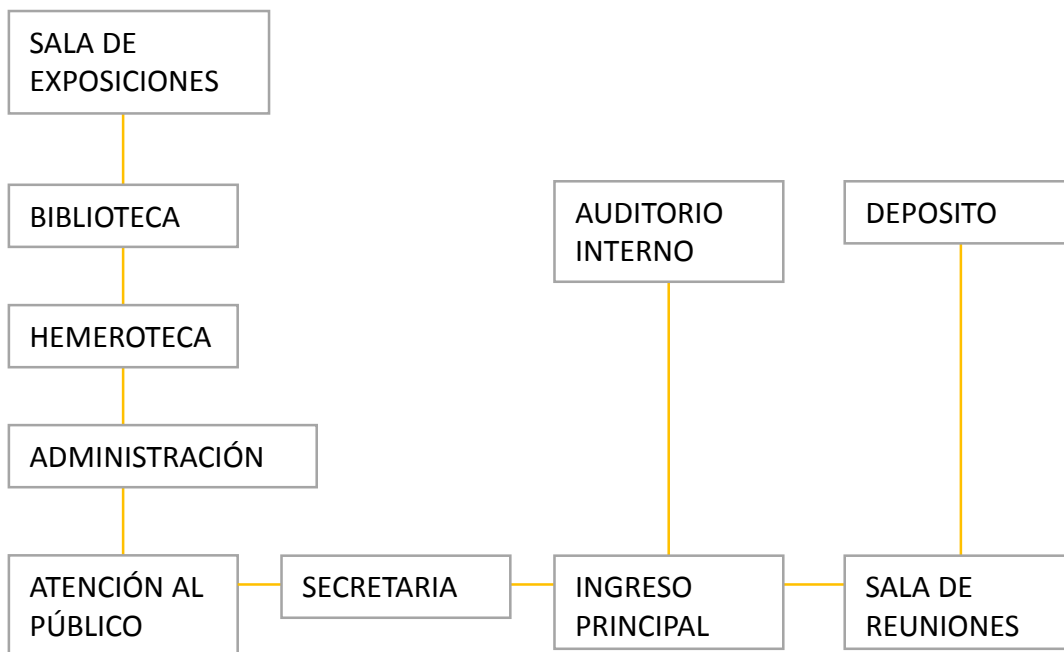 SALA DE
EXPOSICIONES
BIBLIOTECA
AUDITORIO
INTERNO
DEPOSITO
HEMEROTECA
ADMINISTRACIÓN
ATENCIÓN AL
PÚBLICO
SECRETARIA
INGRESO
PRINCIPAL
SALA DE
REUNIONES